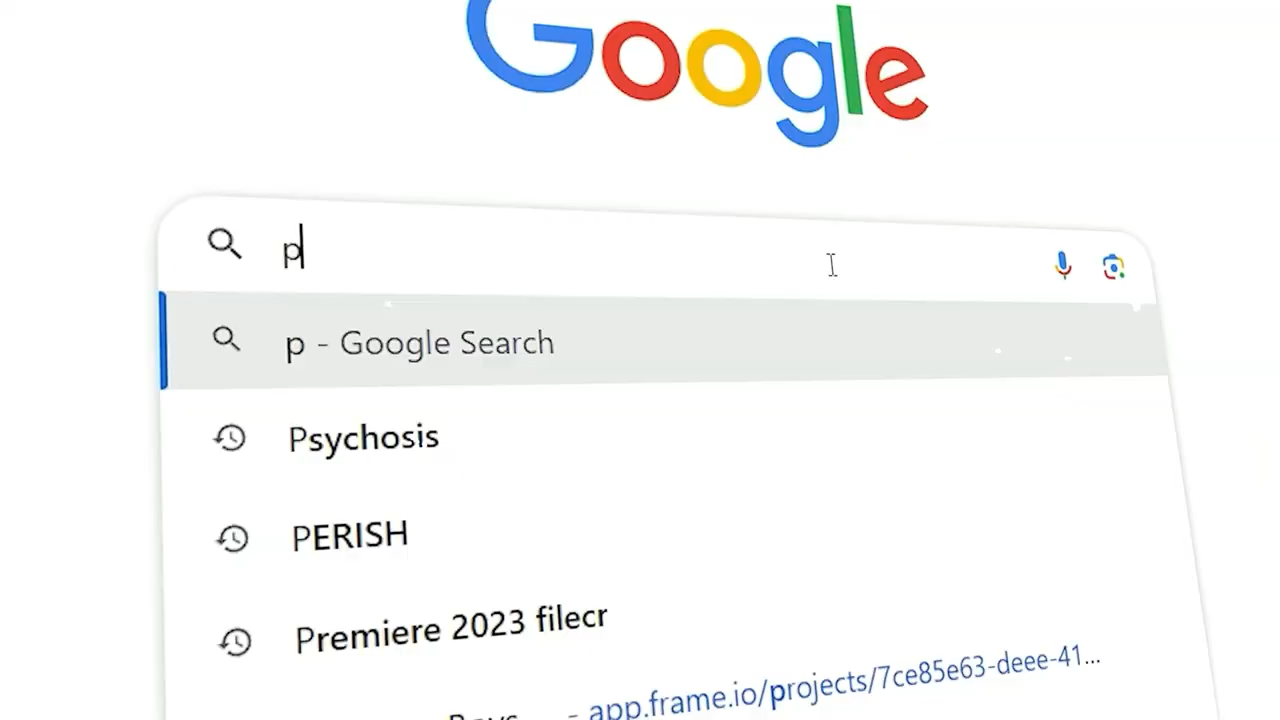 Google
p
p - Google Search
Psychosis
PERISH
Premiere 2023 filecr
- app.frame.io/projects/7ce85e63-deee-41...